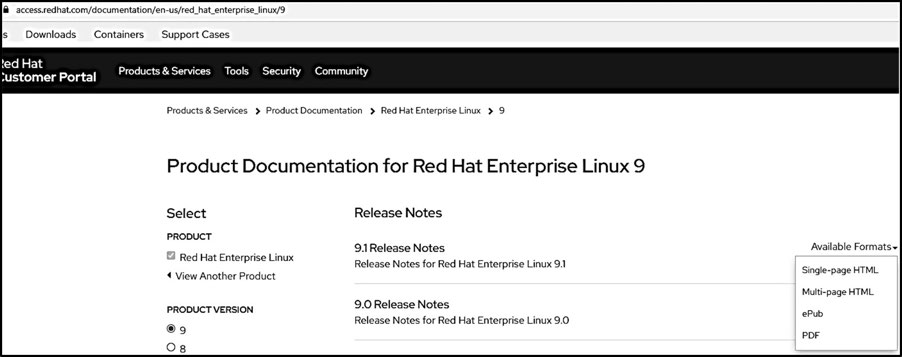 access.redhat.com/documentation/en-us/red_hat_enterprise_linux/9
s Downloads Containers Support Cases
Red Hat
Customer Portal
Products & Services Tools Security Community
Products & Services > Product Documentation > Red Hat Enterprise Linux > 9
Product Documentation for Red Hat Enterprise Linux 9
Select
PRODUCT
Red Hat Enterprise Linux
View Another Product
PRODUCT VERSION
9
8
Release Notes
9.1 Release Notes
Release Notes for Red Hat Enterprise Linux 9.1
9.0 Release Notes
Release Notes for Red Hat Enterprise Linux 9.0
Available Formats
Single-page HTML
Multi-page HTML
ePub
PDF